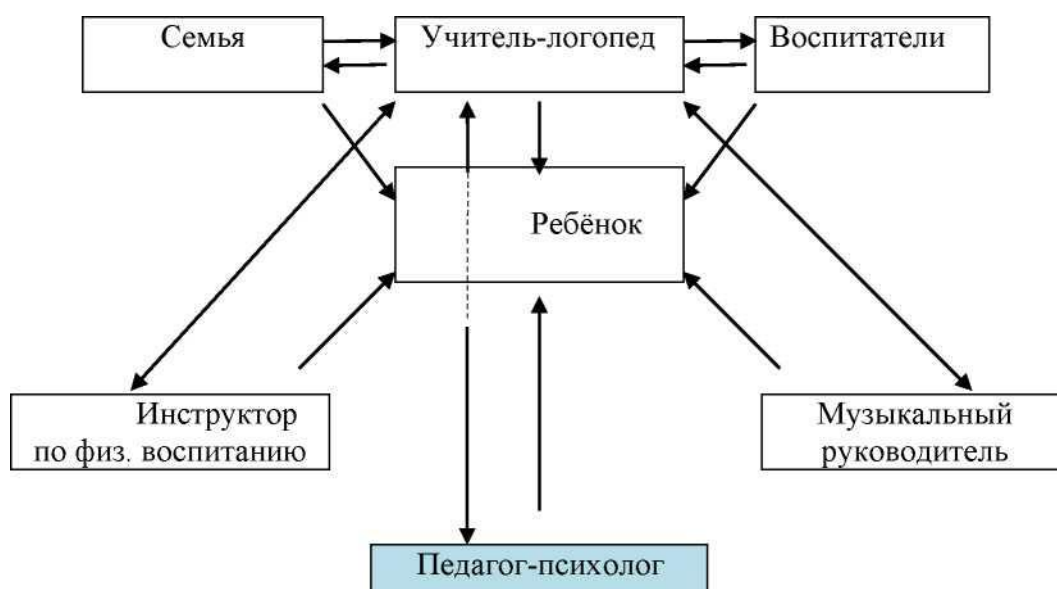 Семья
Учитель-логопед
Воспитатели
Ребёнок
Инструктор
по физ. воспитанию
Музыкальный
руководитель
Педагог-психолог